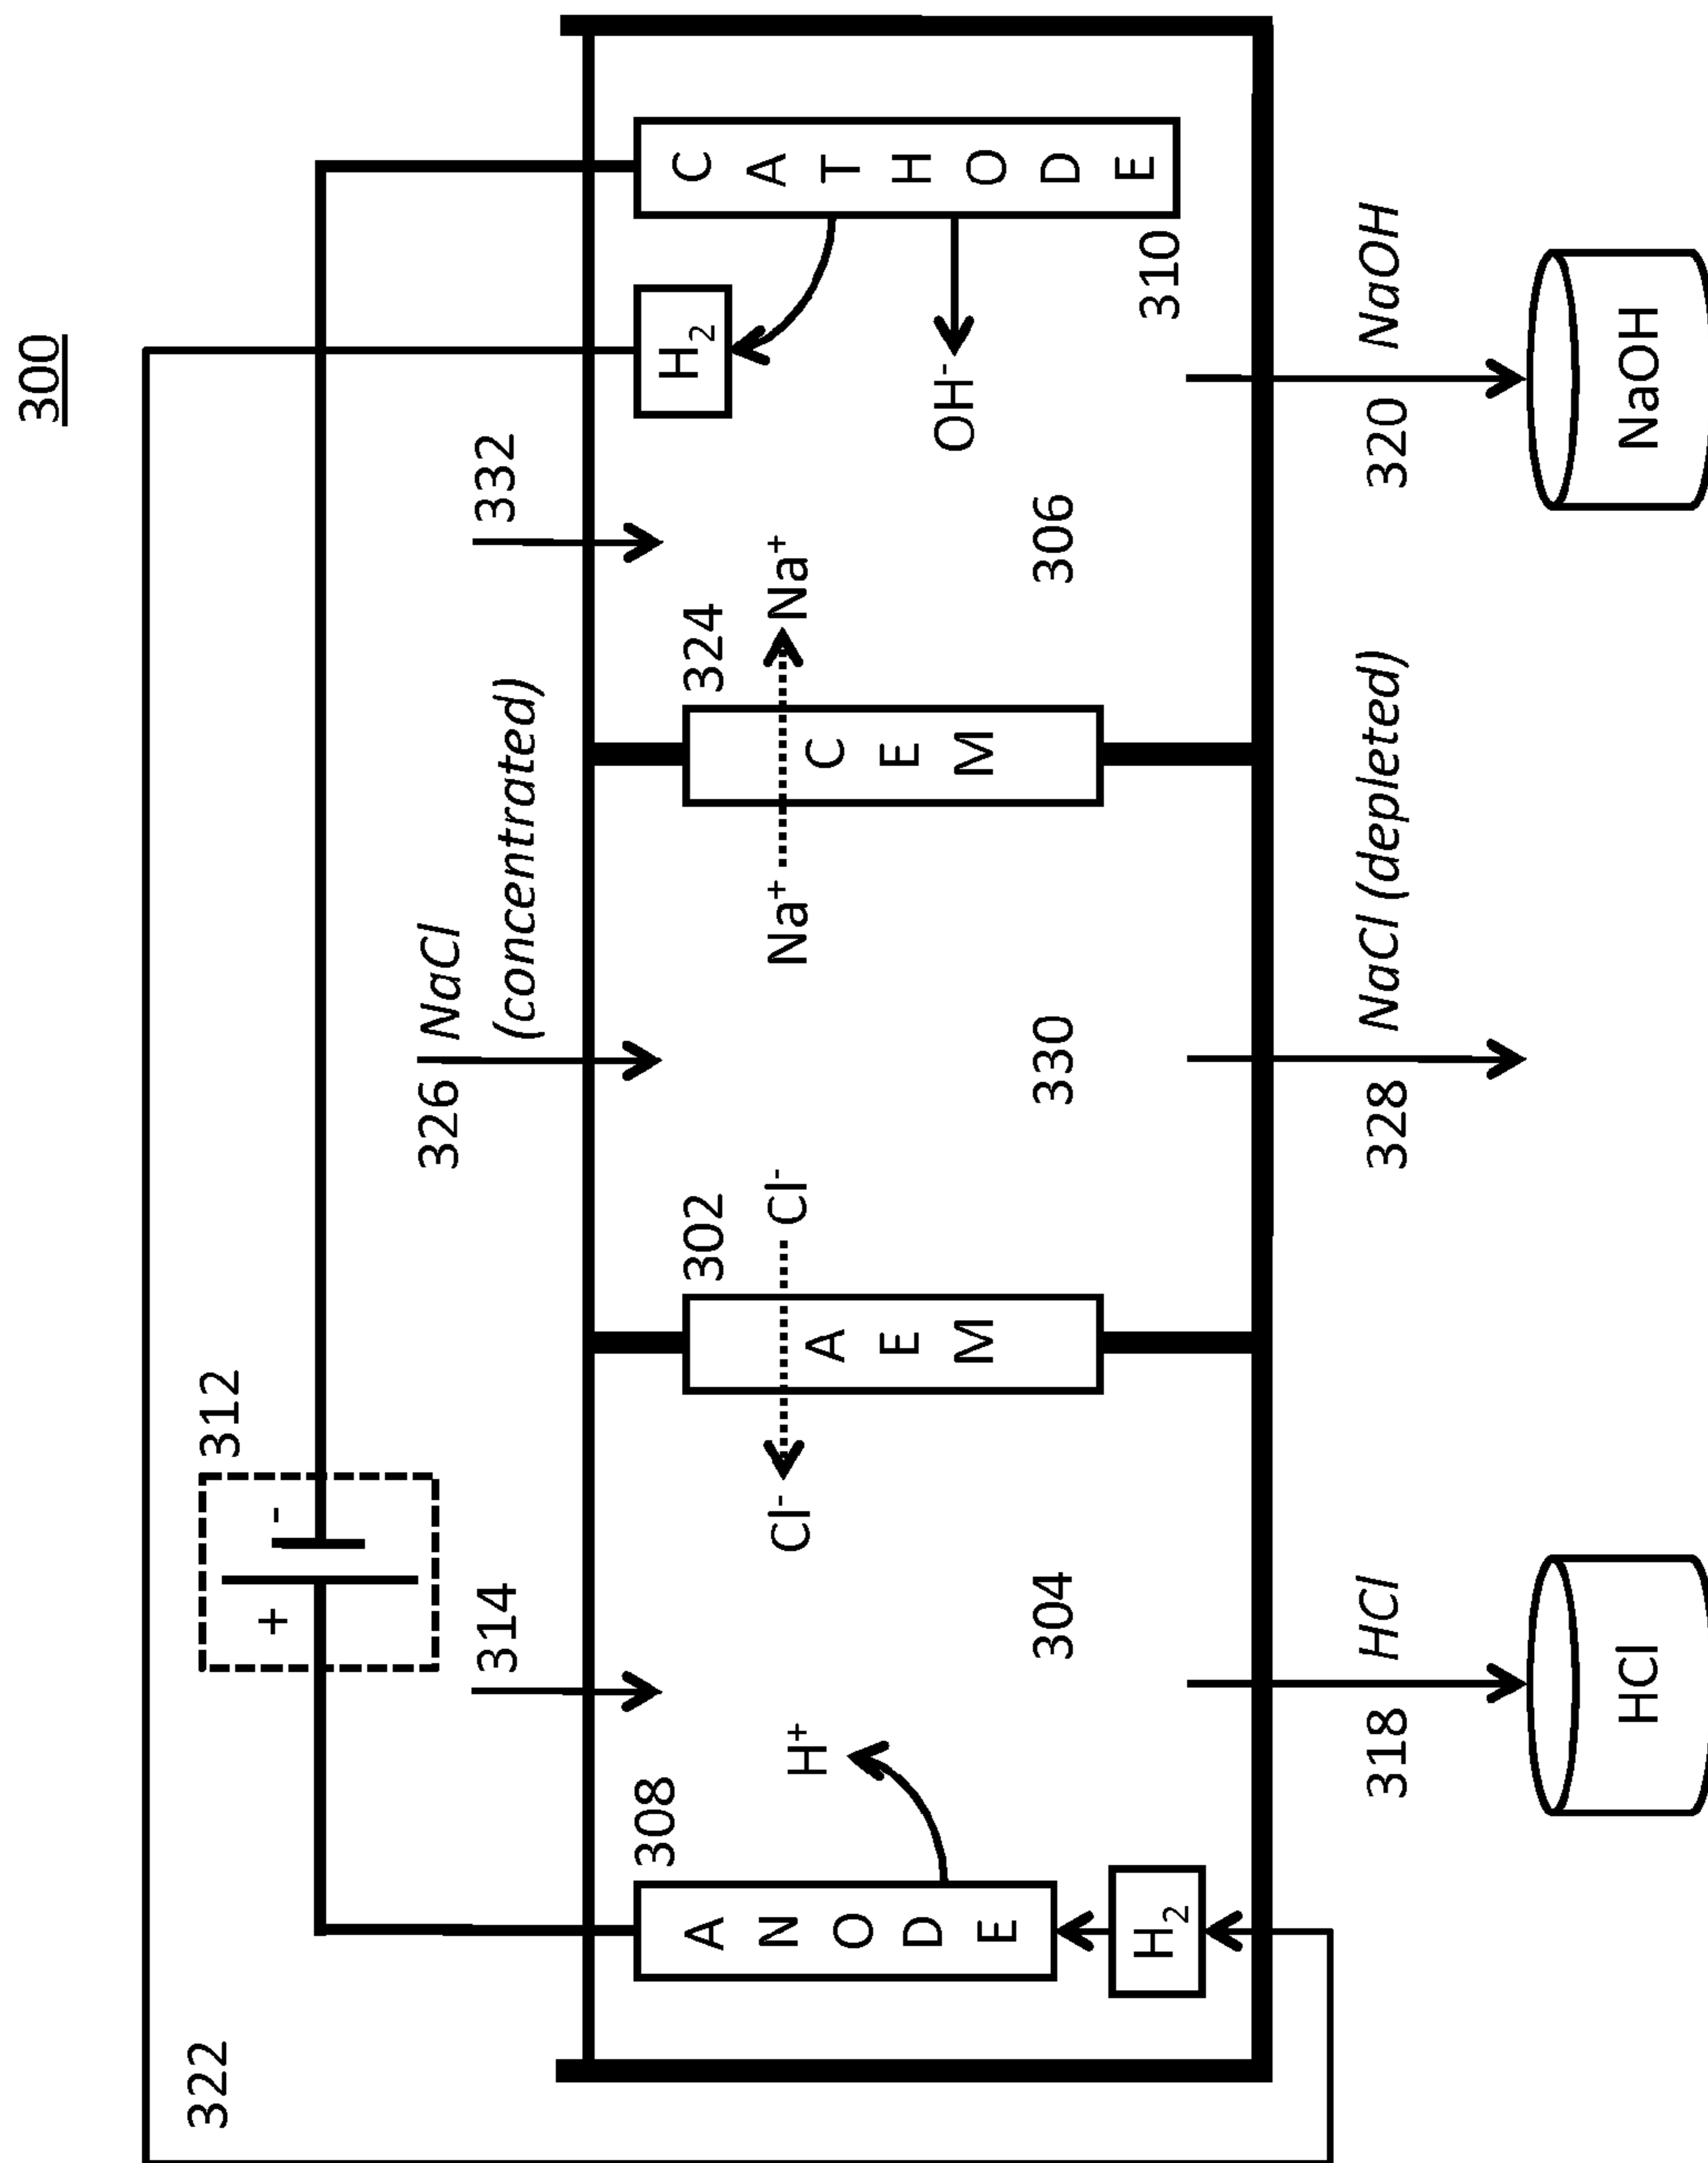 300
322
312
+ -
326 NaCl
(concentrated)
314
332
308
302
324
H₂
ANODE
H⁺
Cl⁻
Cl⁻
AEM
Na⁺
Na⁺
CEM
OH⁻
CATHODE
304
330
306
310
H₂
318 HCl
328 NaCl (depleted)
320 NaOH
HCl
NaOH